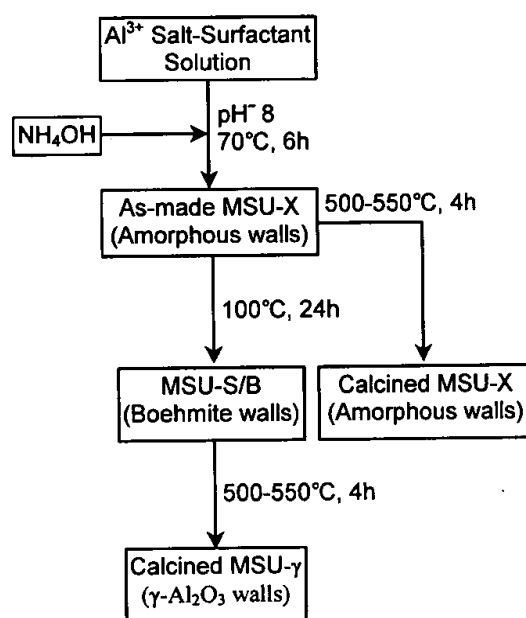 Al³⁺ Salt-Surfactant
Solution
pH⁻ 8
NH₄OH
70°C, 6h
As-made MSU-X
(Amorphous walls)
500-550°C, 4h
100°C, 24h
MSU-S/B
(Boehmite walls)
Calcined MSU-X
(Amorphous walls)
500-550°C, 4h
Calcined MSU-γ
(γ-Al₂O₃ walls)